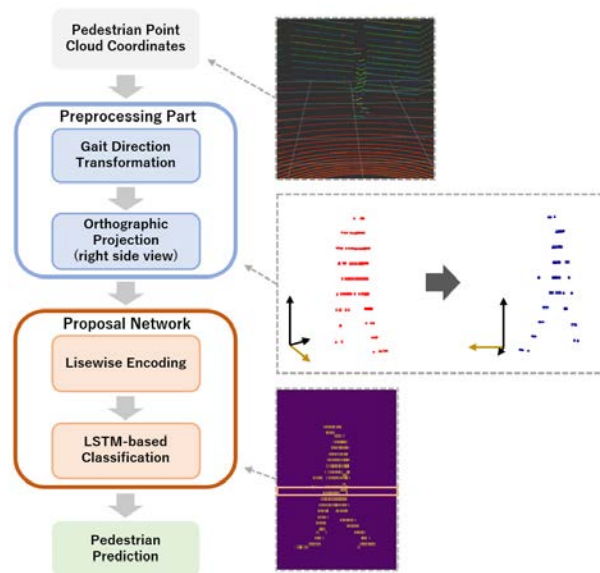 Pedestrian Point
Cloud Coordinates
Preprocessing Part
Gait Direction
Transformation
Orthographic
Projection
(right side view)
Proposal Network
Lisewise Encoding
LSTM-based
Classification
Pedestrian
Prediction